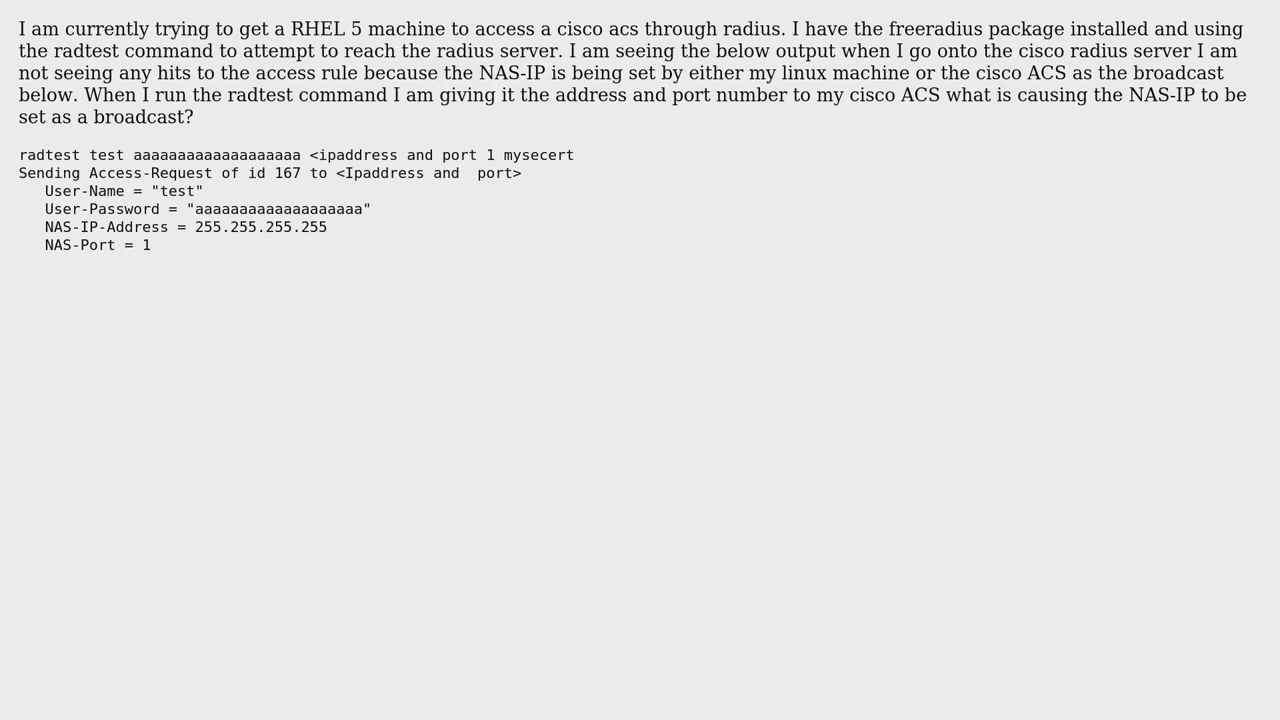 I am currently trying to get a RHEL 5 machine to access a cisco acs through radius. I have the freeradius package installed and using
the radtest command to attempt to reach the radius server. I am seeing the below output when I go onto the cisco radius server I am
not seeing any hits to the access rule because the NAS-IP is being set by either my linux machine or the cisco ACS as the broadcast
below. When I run the radtest command I am giving it the address and port number to my cisco ACS what is causing the NAS-IP to be
set as a broadcast?
radtest test aaaaaaaaaaaaaaaaaaa <ipaddress and port 1 mysecert
Sending Access-Request of id 167 to <Ipaddress and  port>
   User-Name = "test"
   User-Password = "aaaaaaaaaaaaaaaaaaa"
   NAS-IP-Address = 255.255.255.255
   NAS-Port = 1